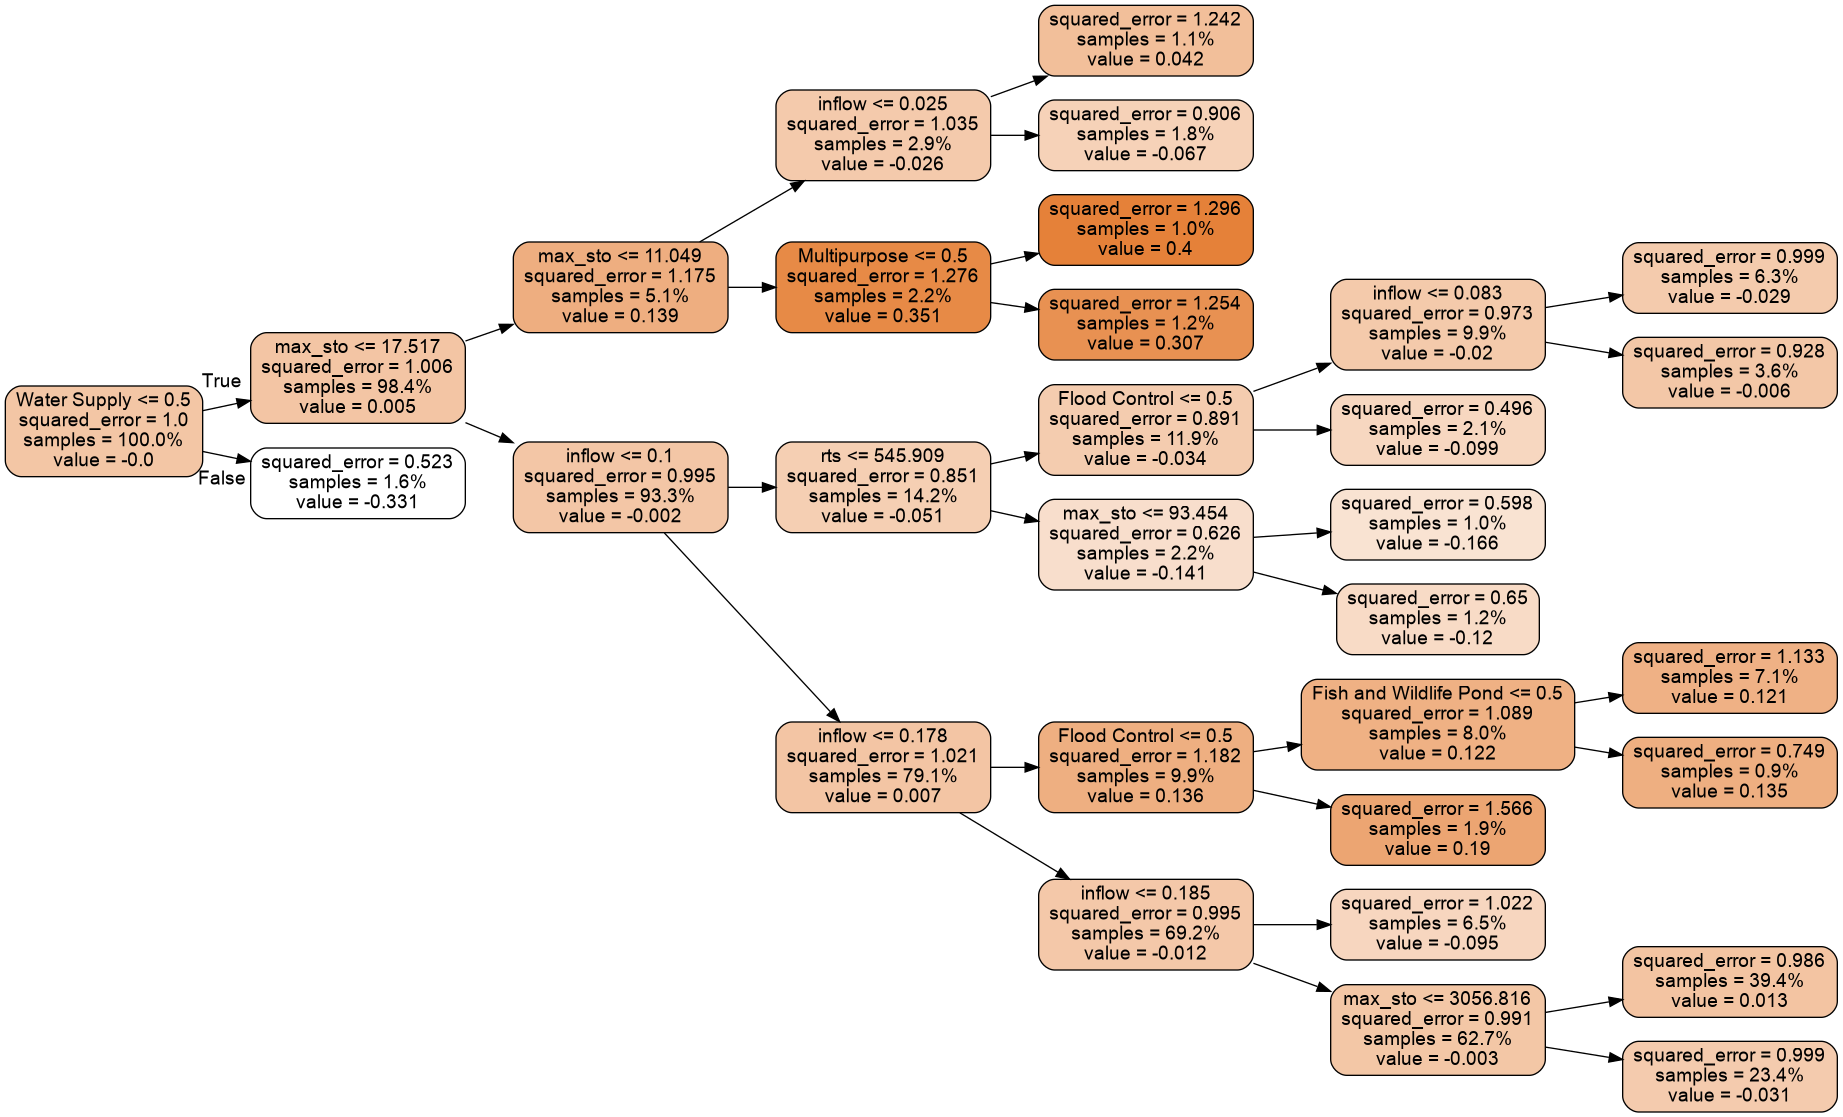 squared_error = 1.242
samples = 1.1%
value = 0.042
inflow <= 0.025
squared_error = 1.035
samples = 2.9%
value = -0.026
squared_error = 0.906
samples = 1.8%
value = -0.067
squared_error = 1.296
samples = 1.0%
value = 0.4
max_sto <= 11.049
squared_error = 1.175
samples = 5.1%
value = 0.139
Multipurpose <= 0.5
squared_error = 1.276
samples = 2.2%
value = 0.351
squared_error = 1.254
samples = 1.2%
value = 0.307
inflow <= 0.083
squared_error = 0.973
samples = 9.9%
value = -0.02
squared_error = 0.999
samples = 6.3%
value = -0.029
squared_error = 0.928
samples = 3.6%
value = -0.006
max_sto <= 17.517
squared_error = 1.006
samples = 98.4%
value = 0.005
True
Water Supply <= 0.5
squared_error = 1.0
samples = 100.0%
value = -0.0
False
squared_error = 0.523
samples = 1.6%
value = -0.331
Flood Control <= 0.5
squared_error = 0.891
samples = 11.9%
value = -0.034
squared_error = 0.496
samples = 2.1%
value = -0.099
inflow <= 0.1
squared_error = 0.995
samples = 93.3%
value = -0.002
rts <= 545.909
squared_error = 0.851
samples = 14.2%
value = -0.051
max_sto <= 93.454
squared_error = 0.626
samples = 2.2%
value = -0.141
squared_error = 0.598
samples = 1.0%
value = -0.166
squared_error = 0.65
samples = 1.2%
value = -0.12
inflow <= 0.178
squared_error = 1.021
samples = 79.1%
value = 0.007
Flood Control <= 0.5
squared_error = 1.182
samples = 9.9%
value = 0.136
Fish and Wildlife Pond <= 0.5
squared_error = 1.089
samples = 8.0%
value = 0.122
squared_error = 1.133
samples = 7.1%
value = 0.121
squared_error = 0.749
samples = 0.9%
value = 0.135
squared_error = 1.566
samples = 1.9%
value = 0.19
inflow <= 0.185
squared_error = 0.995
samples = 69.2%
value = -0.012
squared_error = 1.022
samples = 6.5%
value = -0.095
max_sto <= 3056.816
squared_error = 0.991
samples = 62.7%
value = -0.003
squared_error = 0.986
samples = 39.4%
value = 0.013
squared_error = 0.999
samples = 23.4%
value = -0.031